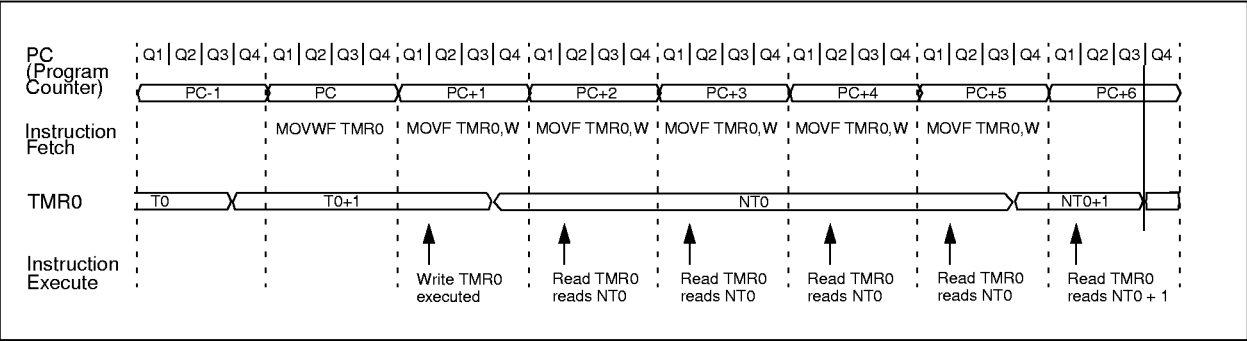 PC (Program Counter)
Q1 Q2 Q3 Q4 Q1 Q2 Q3 Q4 Q1 Q2 Q3 Q4 Q1 Q2 Q3 Q4 Q1 Q2 Q3 Q4 Q1 Q2 Q3 Q4 Q1 Q2 Q3 Q4 Q1 Q2 Q3 Q4
PC-1 PC PC+1 PC+2 PC+3 PC+4 PC+5 PC+6
Instruction Fetch
MOVWF TMR0 MOVF TMR0,W MOVF TMR0,W MOVF TMR0,W MOVF TMR0,W MOVF TMR0,W
TMR0
T0 T0+1 NT0 NT0+1
Instruction Execute
Write TMR0 executed
Read TMR0 reads NT0
Read TMR0 reads NT0
Read TMR0 reads NT0
Read TMR0 reads NT0
Read TMR0 reads NT0 + 1